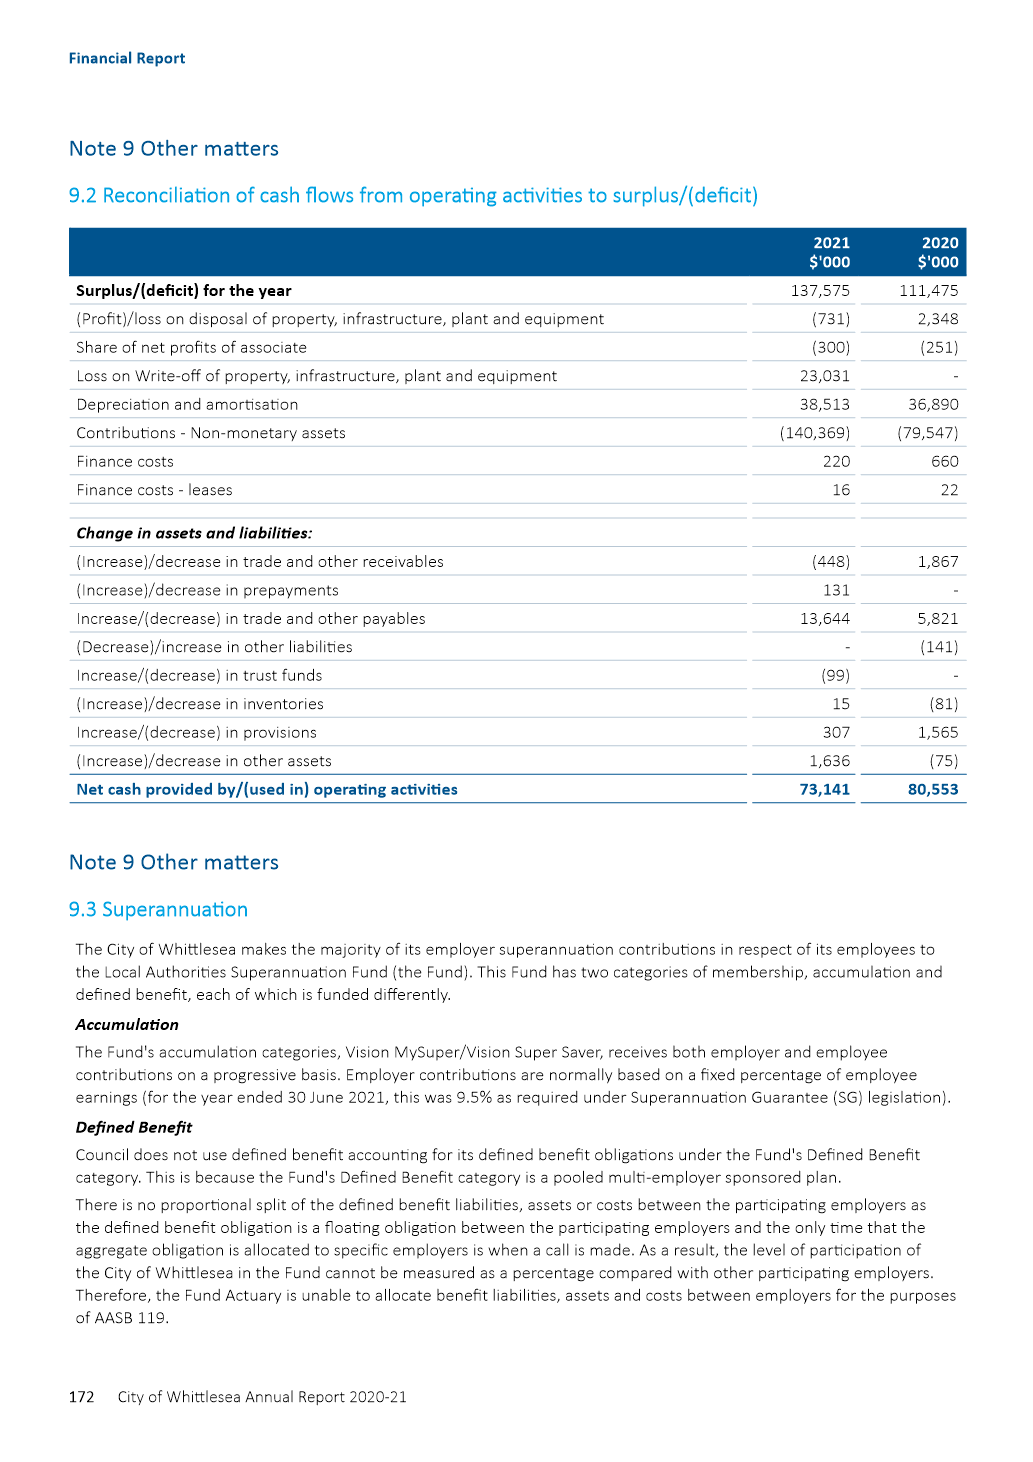 Financial Report
Note 9 Other matters
9.2 Reconciliation of cash flows from operating activities to surplus/(deficit)
2021 2020
$'000 $'000
Surplus/(deficit) for the year 137,575 111,475
(Profit)/loss on disposal of property, infrastructure, plant and equipment (731) 2,348
Share of net profits of associate (300) (251)
Loss on Write-off of property, infrastructure, plant and equipment 23,031 -
Depreciation and amortisation 38,513 36,890
Contributions - Non-monetary assets (140,369) (79,547)
Finance costs 220 660
Finance costs - leases 16 22
Change in assets and liabilities:
(Increase)/decrease in trade and other receivables (448) 1,867
(Increase)/decrease in prepayments 131 -
Increase/(decrease) in trade and other payables 13,644 5,821
(Decrease)/increase in other liabilities - (141)
Increase/(decrease) in trust funds (99) -
(Increase)/decrease in inventories 15 (81)
Increase/(decrease) in provisions 307 1,565
(Increase)/decrease in other assets 1,636 (75)
Net cash provided by/(used in) operating activities 73,141 80,553
Note 9 Other matters
9.3 Superannuation
The City of Whittlesea makes the majority of its employer superannuation contributions in respect of its employees to
the Local Authorities Superannuation Fund (the Fund). This Fund has two categories of membership, accumulation and
defined benefit, each of which is funded differently.
Accumulation
The Fund's accumulation categories, Vision MySuper/Vision Super Saver, receives both employer and employee
contributions on a progressive basis. Employer contributions are normally based on a fixed percentage of employee
earnings (for the year ended 30 June 2021, this was 9.5% as required under Superannuation Guarantee (SG) legislation).
Defined Benefit
Council does not use defined benefit accounting for its defined benefit obligations under the Fund's Defined Benefit
category. This is because the Fund's Defined Benefit category is a pooled multi-employer sponsored plan.
There is no proportional split of the defined benefit liabilities, assets or costs between the participating employers as
the defined benefit obligation is a floating obligation between the participating employers and the only time that the
aggregate obligation is allocated to specific employers is when a call is made. As a result, the level of participation of
the City of Whittlesea in the Fund cannot be measured as a percentage compared with other participating employers.
Therefore, the Fund Actuary is unable to allocate benefit liabilities, assets and costs between employers for the purposes
of AASB 119.
172 City of Whittlesea Annual Report 2020-21